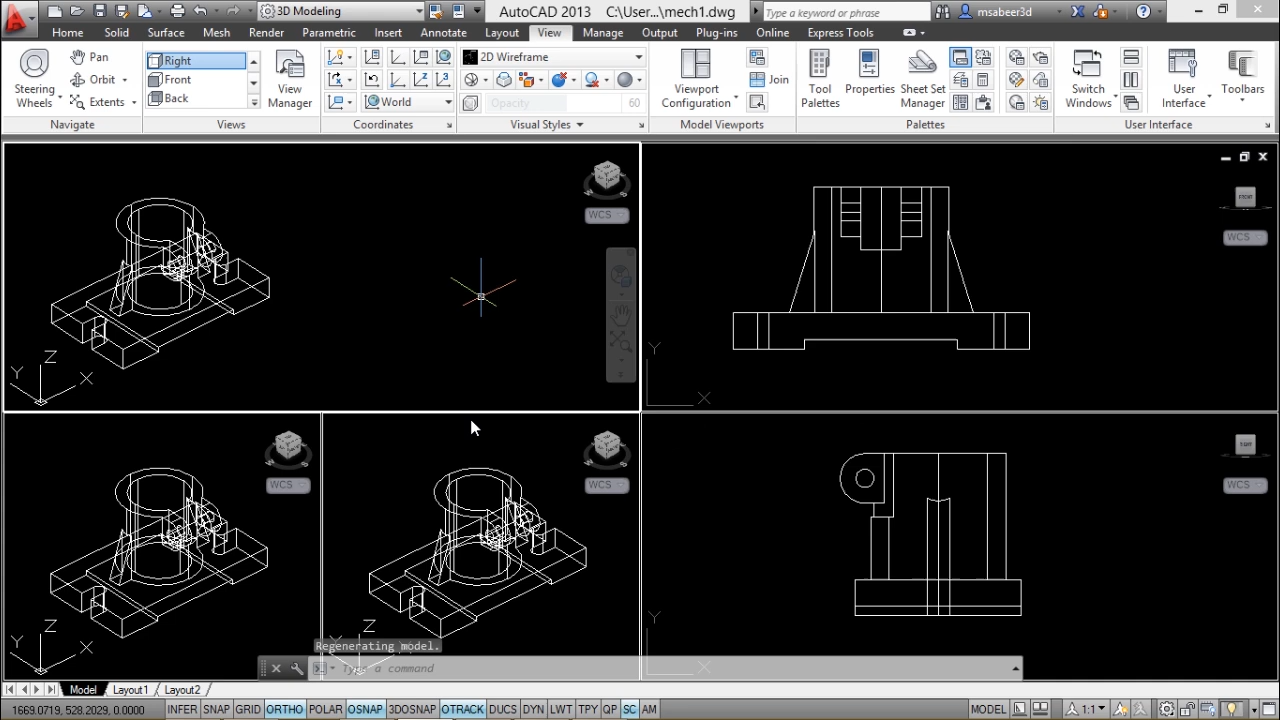 3D Modeling
AutoCAD 2013 C:\User...\mech1.dwg
Type a keyword or phrase
msabeer3d
Home Solid Surface Mesh Render Parametric Insert Annotate Layout View Manage Output Plug-ins Online Express Tools
Steering Wheels
Pan
Orbit
Extents
Navigate
Right
Front
Back
View Manager
Views
World
Coordinates
2D Wireframe
Opacity 60
Visual Styles
Viewport Configuration
Join
Model Viewports
Tool Palettes
Properties
Sheet Set Manager
Palettes
Switch Windows
User Interface
Toolbars
User Interface
WCS
Z
Y
X
FRONT
WCS
Y
X
WCS
Z
Y
X
WCS
Z
WCS
Y
X
Regenerating model.
Type a command
Model Layout1 Layout2
1669.0719, 528.2029, 0.0000 INFER SNAP GRID ORTHO POLAR OSNAP 3DOSNAP OTRACK DUCS DYN LWT TPY QP SC AM MODEL 1:1